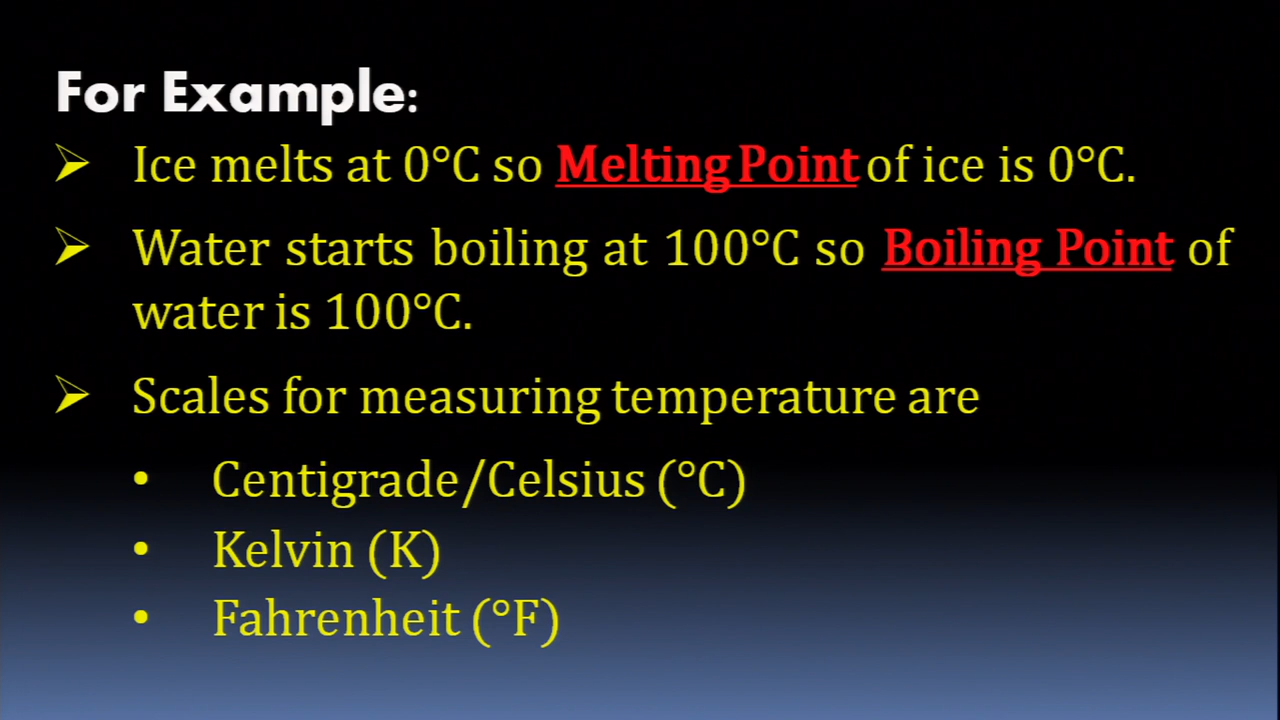 For Example:
➢ Ice melts at 0°C so Melting Point of ice is 0°C.
➢ Water starts boiling at 100°C so Boiling Point of
water is 100°C.
➢ Scales for measuring temperature are
• Centigrade/Celsius (°C)
• Kelvin (K)
• Fahrenheit (°F)